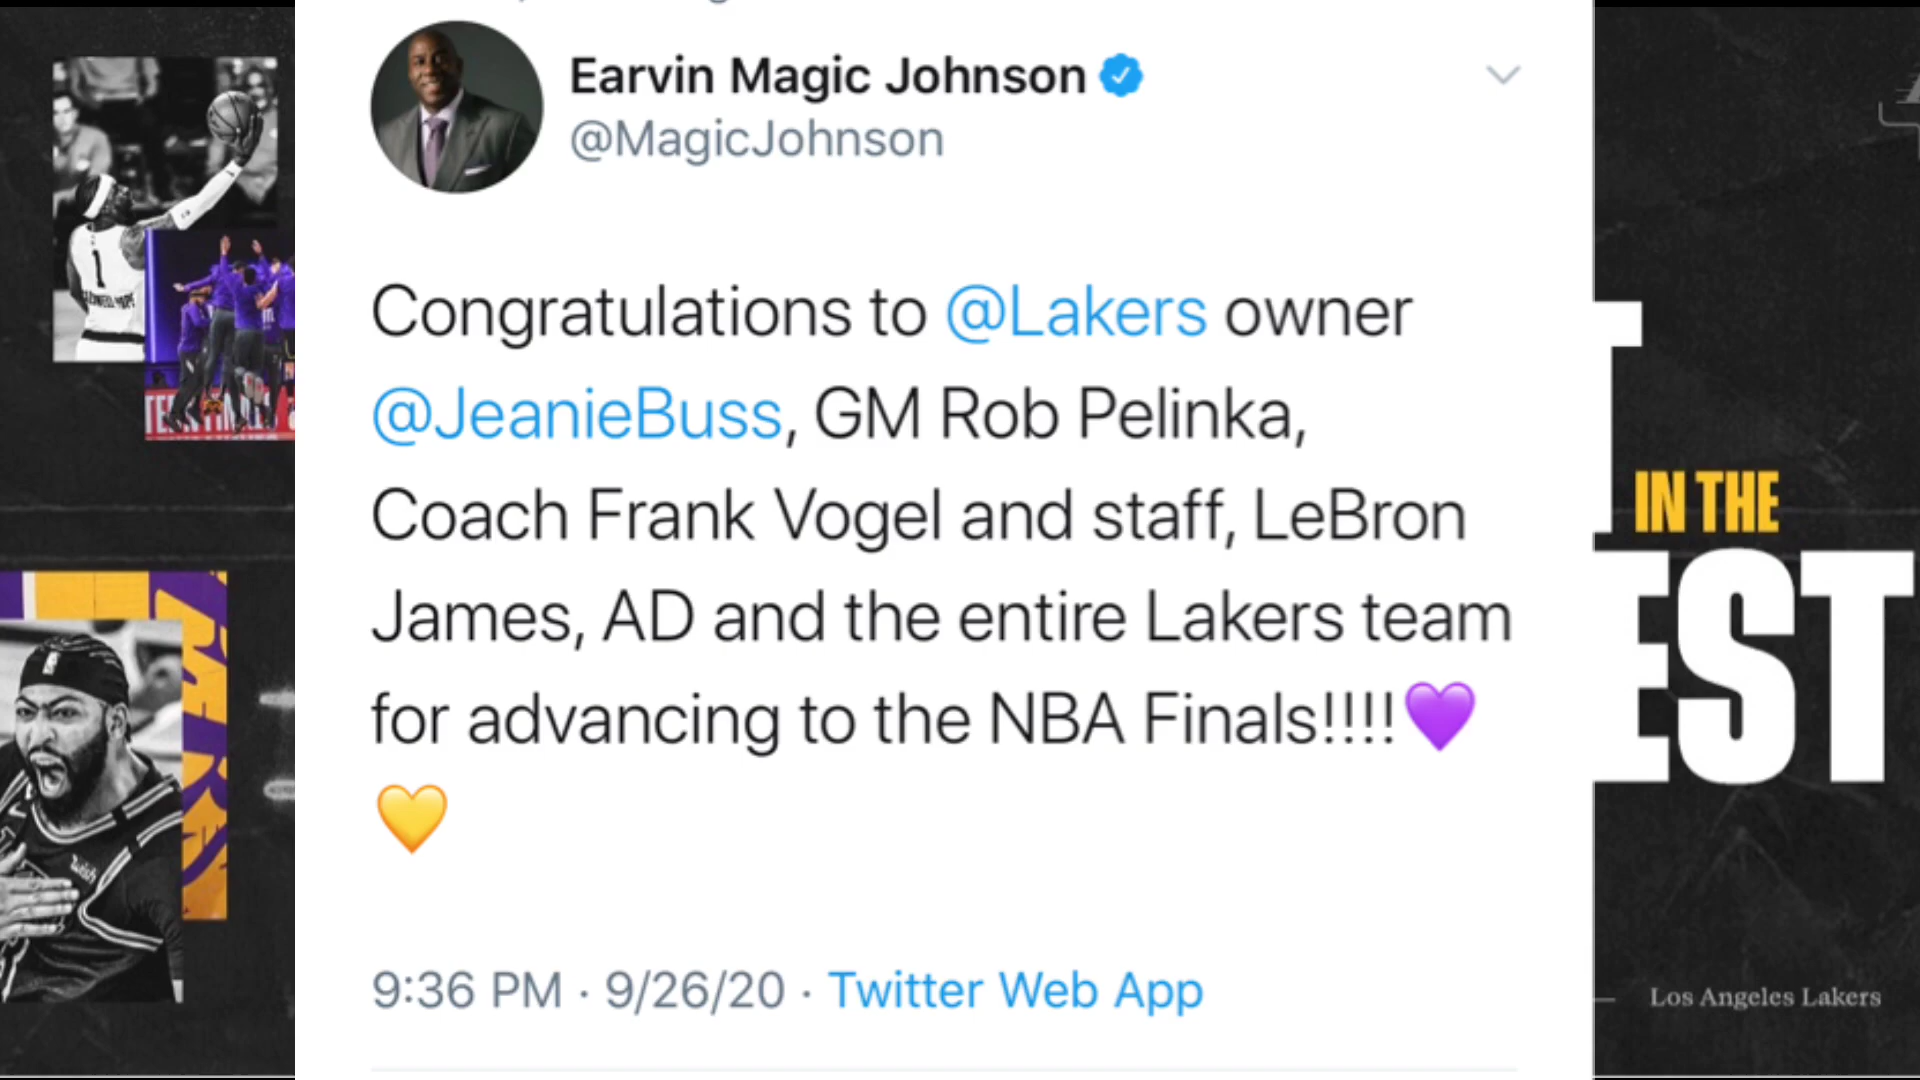 Earvin Magic Johnson
@MagicJohnson
Congratulations to @Lakers owner
@JeanieBuss, GM Rob Pelinka,
Coach Frank Vogel and staff, LeBron
James, AD and the entire Lakers team
for advancing to the NBA Finals!!!!💜
💛
9:36 PM · 9/26/20 · Twitter Web App
1
wish
IN THE
EST
Los Angeles Lakers